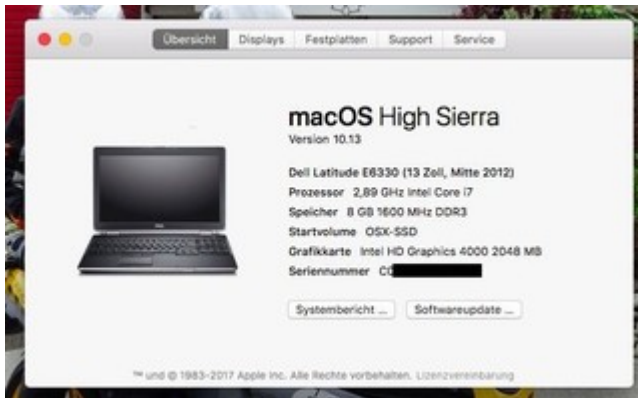 Übersicht Displays Festplatten Support Service
macOS High Sierra
Version 10.13
Dell Latitude E6330 (13 Zoll, Mitte 2012)
Prozessor 2,89 GHz Intel Core i7
Speicher 8 GB 1600 MHz DDR3
Startvolume OSX-SSD
Grafikkarte Intel HD Graphics 4000 2048 MB
Seriennummer C0
Systembericht ... Softwareupdate ...
™ und © 1983-2017 Apple Inc. Alle Rechte vorbehalten. Lizenzvereinbarung